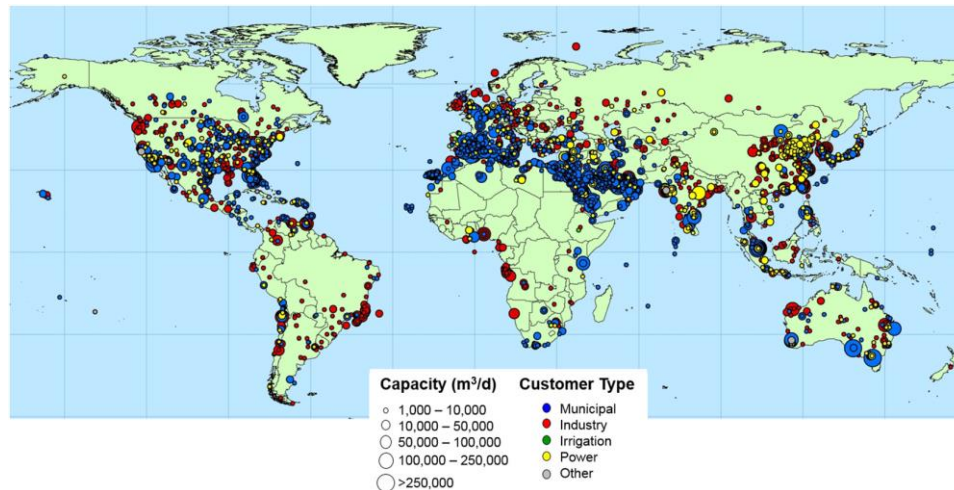 Capacity (m³/d)
1,000 – 10,000
10,000 – 50,000
50,000 – 100,000
100,000 – 250,000
>250,000
Customer Type
Municipal
Industry
Irrigation
Power
Other